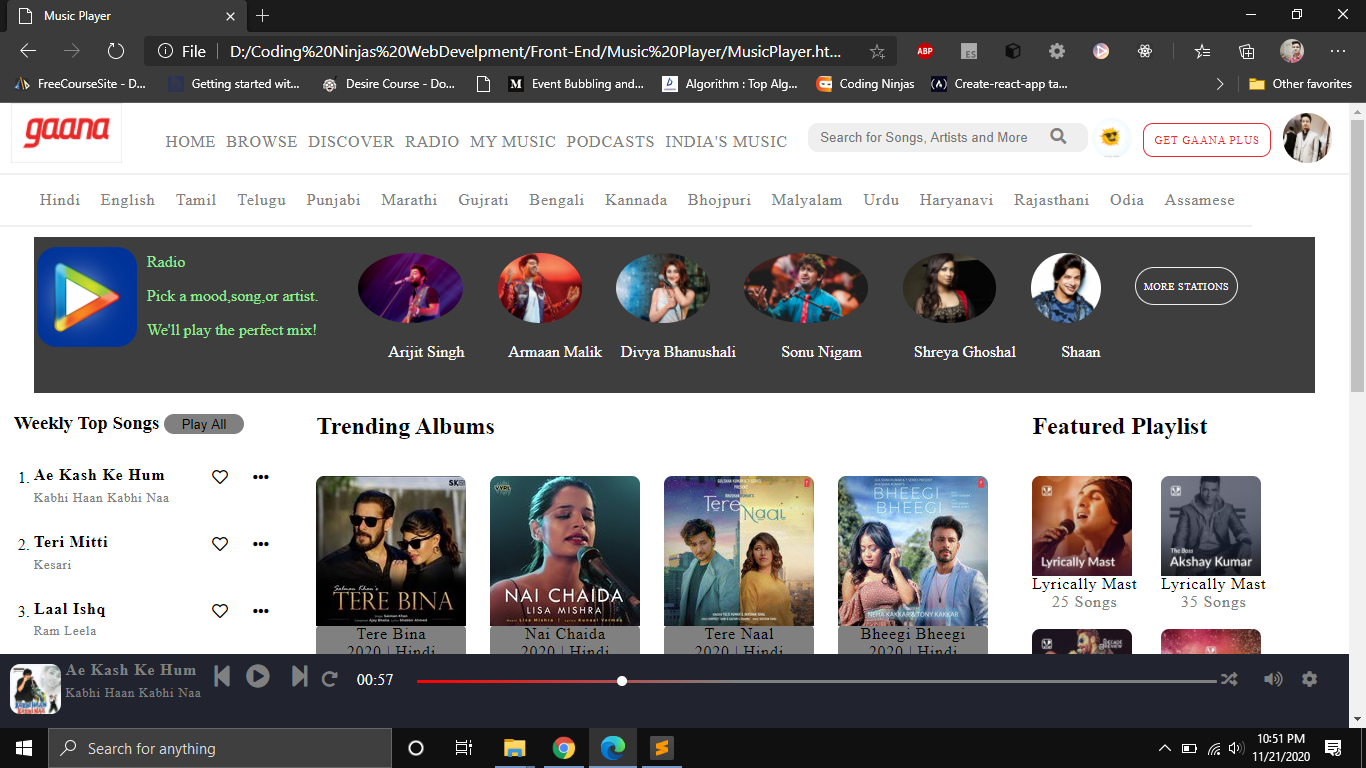 Music Player
File
D:/Coding%20Ninjas%20WebDevelpment/Front-End/Music%20Player/MusicPlayer.ht...
ABP
ES
FreeCourseSite - D...
Getting started wit...
Desire Course - Do...
Event Bubbling and...
Algorithm : Top Alg...
Coding Ninjas
Create-react-app ta...
Other favorites
gaana
HOME BROWSE DISCOVER RADIO MY MUSIC PODCASTS INDIA'S MUSIC
Search for Songs, Artists and More
GET GAANA PLUS
Hindi English Tamil Telugu Punjabi Marathi Gujrati Bengali Kannada Bhojpuri Malyalam Urdu Haryanavi Rajasthani Odia Assamese
Radio
Pick a mood,song,or artist.
We'll play the perfect mix!
Arijit Singh
Armaan Malik
Divya Bhanushali
Sonu Nigam
Shreya Ghoshal
Shaan
MORE STATIONS
Weekly Top Songs
Play All
1. Ae Kash Ke Hum
Kabhi Haan Kabhi Naa
2. Teri Mitti
Kesari
3. Laal Ishq
Ram Leela
Trending Albums
TERE BINA
Tere Bina
2020 | Hindi
VYRL
NAI CHAIDA
LISA MISHRA
Nai Chaida
2020 | Hindi
Tere Naal
Tere Naal
2020 | Hindi
BHEEGI
BHEEGI
NEHA KAKKAR & TONY KAKKAR
Bheegi Bheegi
2020 | Hindi
Featured Playlist
Lyrically Mast
Lyrically Mast
25 Songs
The Boss
Akshay Kumar
Lyrically Mast
35 Songs
Ae Kash Ke Hum
Kabhi Haan Kabhi Naa
00:57
Search for anything
10:51 PM
11/21/2020